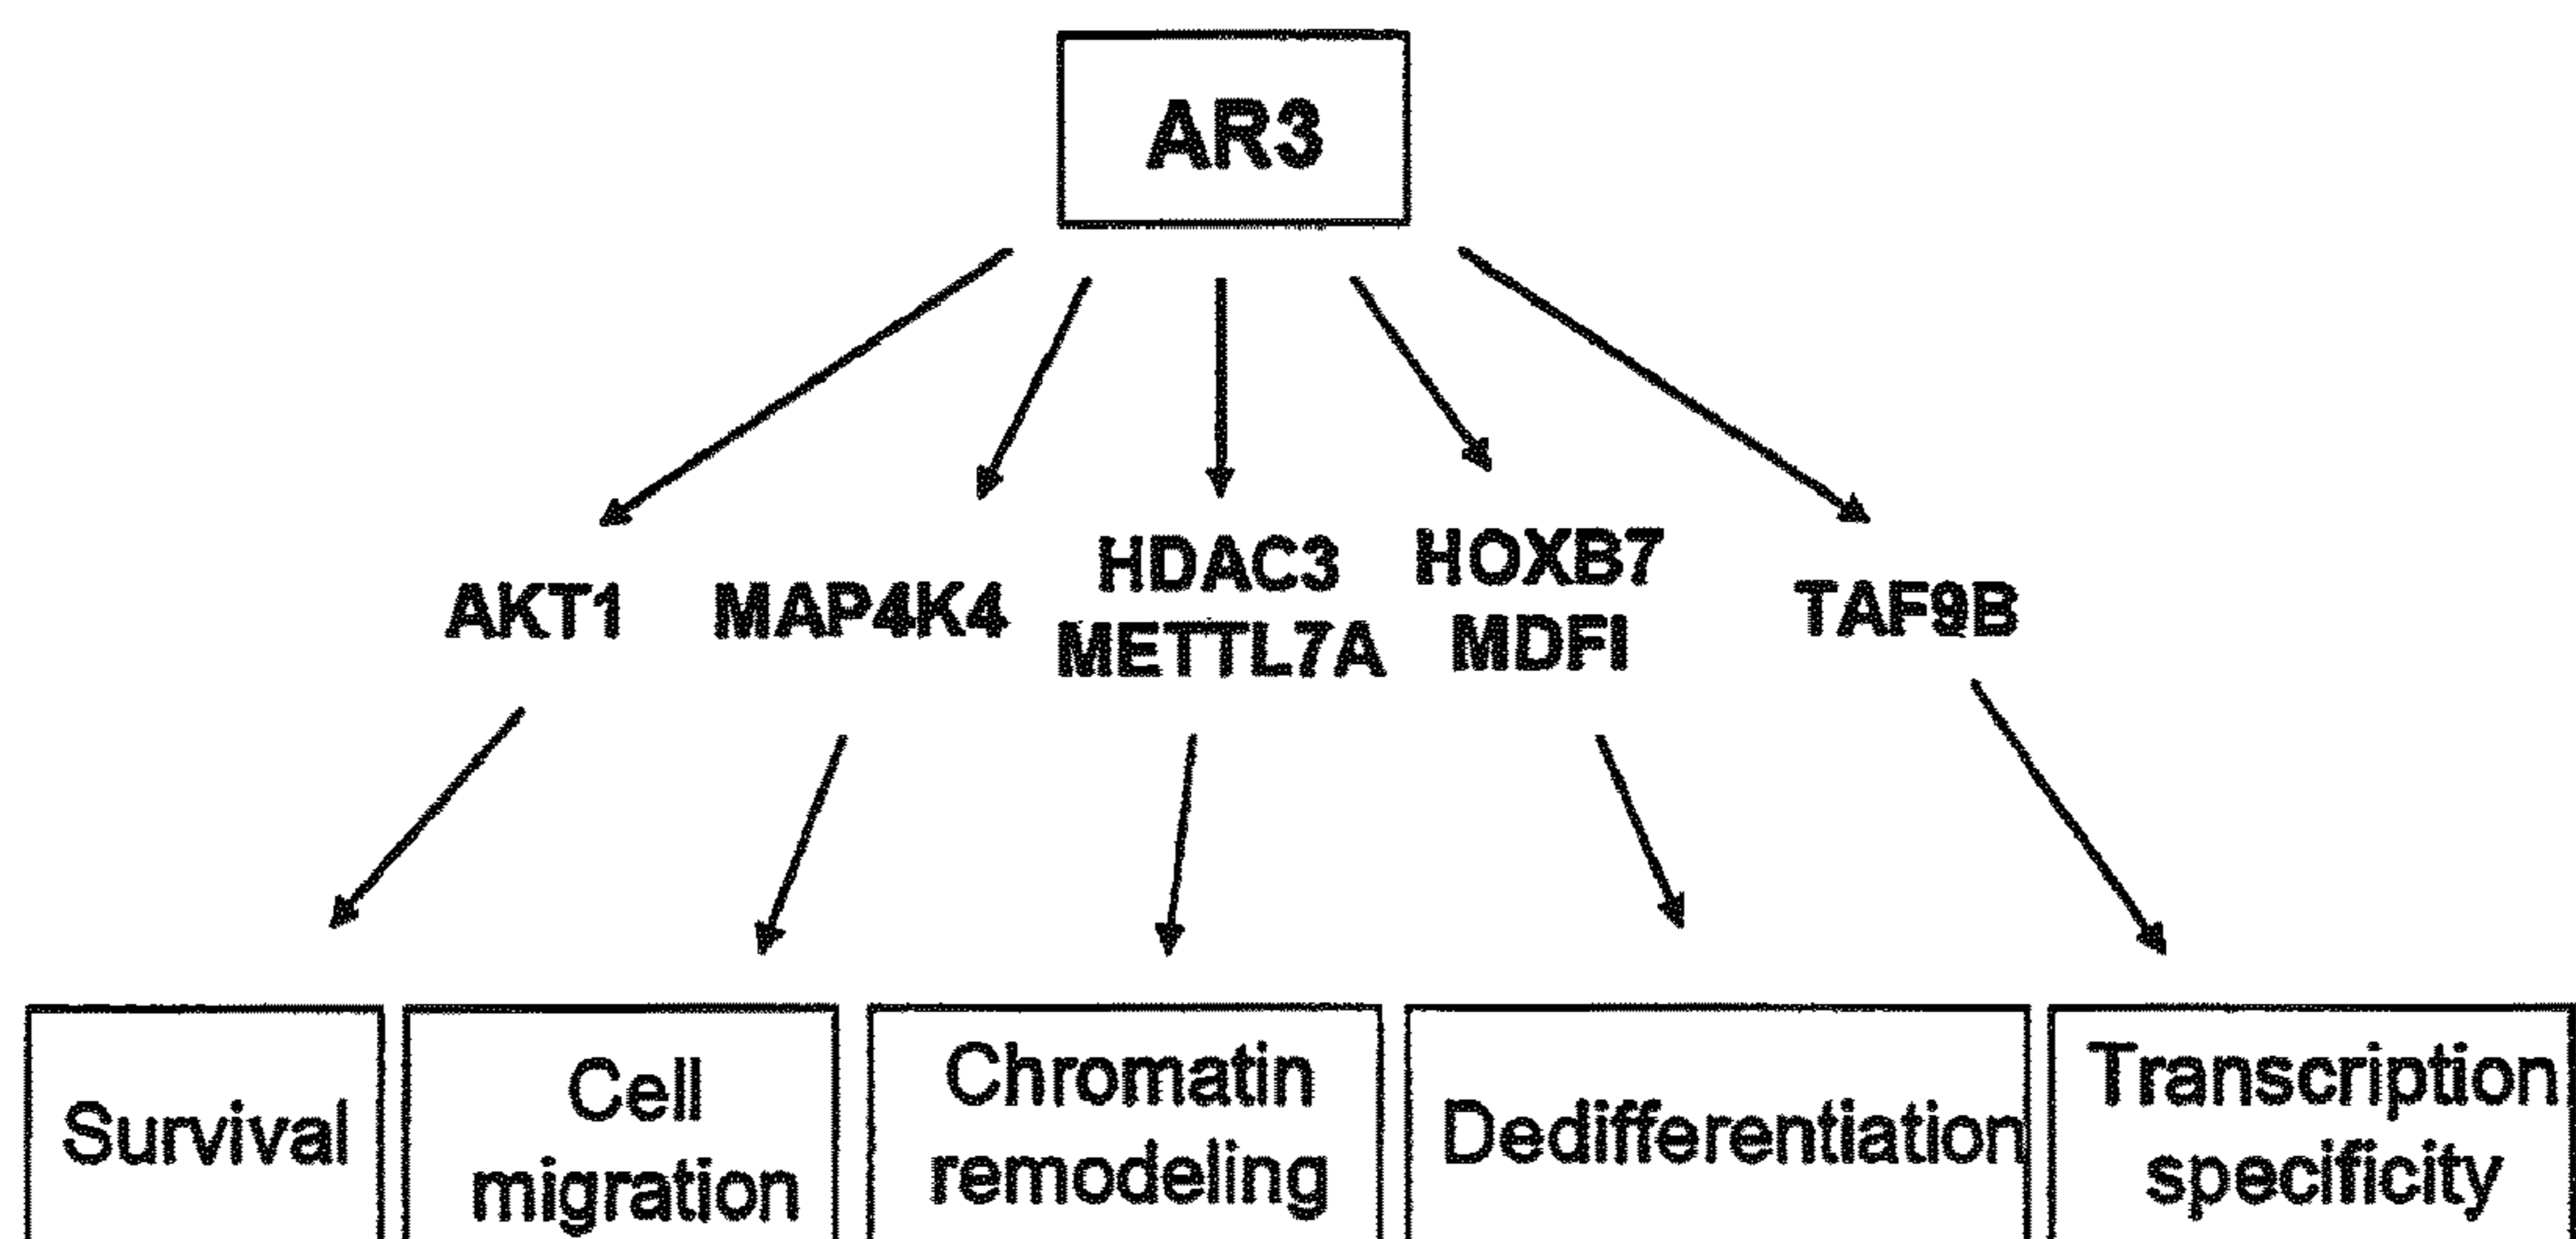 AR3
AKT1
MAP4K4
HDAC3
METTL7A
HOXB7
MDFI
TAF9B
Survival
Cell
migration
Chromatin
remodeling
Dedifferentiation
Transcription
specificity